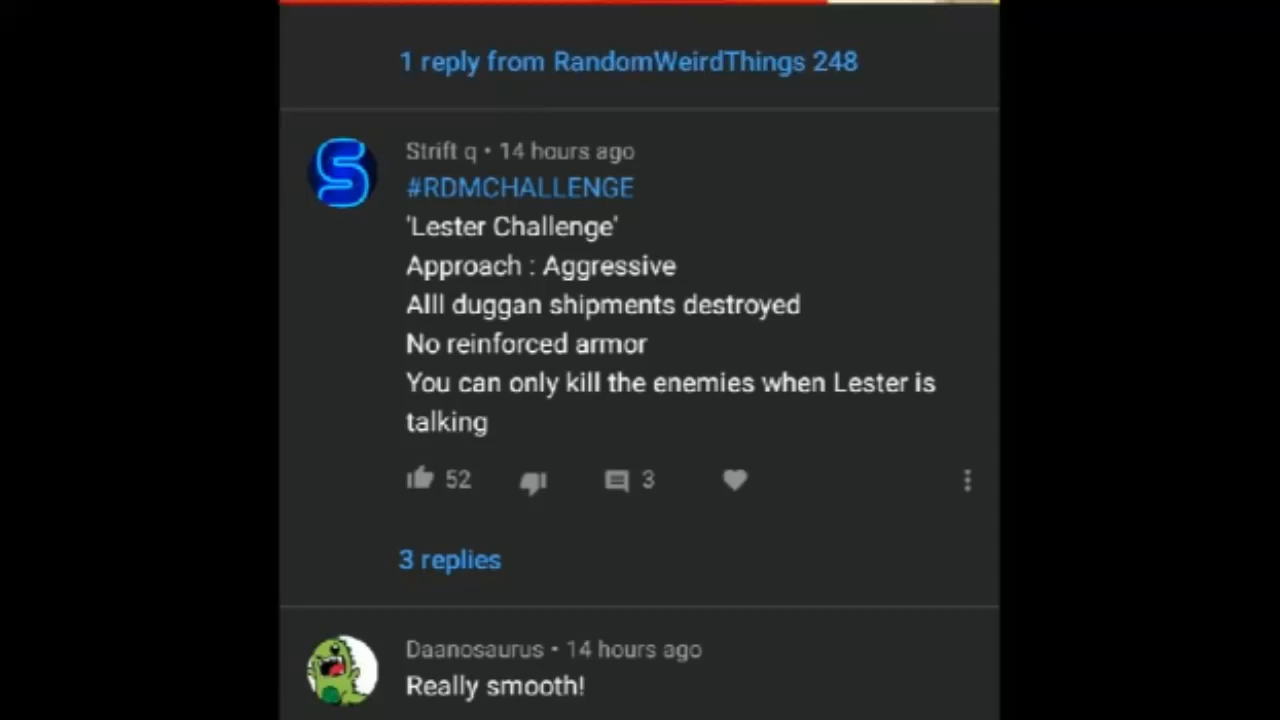 1 reply from RandomWeirdThings 248
Strift q • 14 hours ago
#RDMCHALLENGE
'Lester Challenge'
Approach : Aggressive
Alll duggan shipments destroyed
No reinforced armor
You can only kill the enemies when Lester is
talking
52 3
3 replies
Daanosaurus • 14 hours ago
Really smooth!